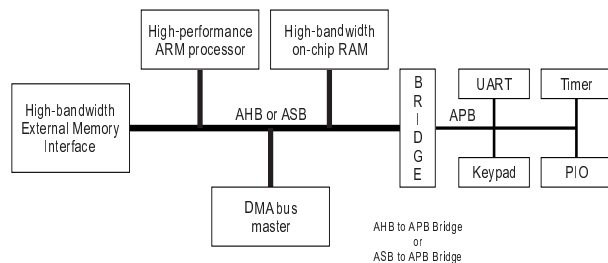 High-performance
ARM processor
High-bandwidth
on-chip RAM
High-bandwidth
External Memory
Interface
AHB or ASB
B
R
I
D
G
E
APB
UART
Timer
Keypad
PIO
DMA bus
master
AHB to APB Bridge
or
ASB to APB Bridge